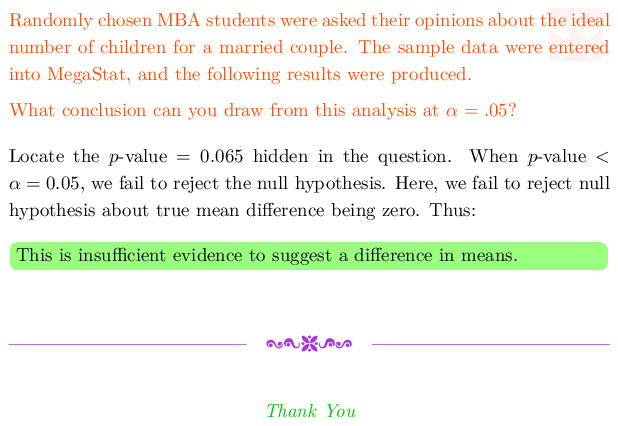 Randomly chosen MBA students were asked their opinions about the ideal
number of children for a married couple. The sample data were entered
into MegaStat, and the following results were produced.
What conclusion can you draw from this analysis at α = .05?
Locate the p-value = 0.065 hidden in the question. When p-value <
α = 0.05, we fail to reject the null hypothesis. Here, we fail to reject null
hypothesis about true mean difference being zero. Thus:
This is insufficient evidence to suggest a difference in means.
Thank You